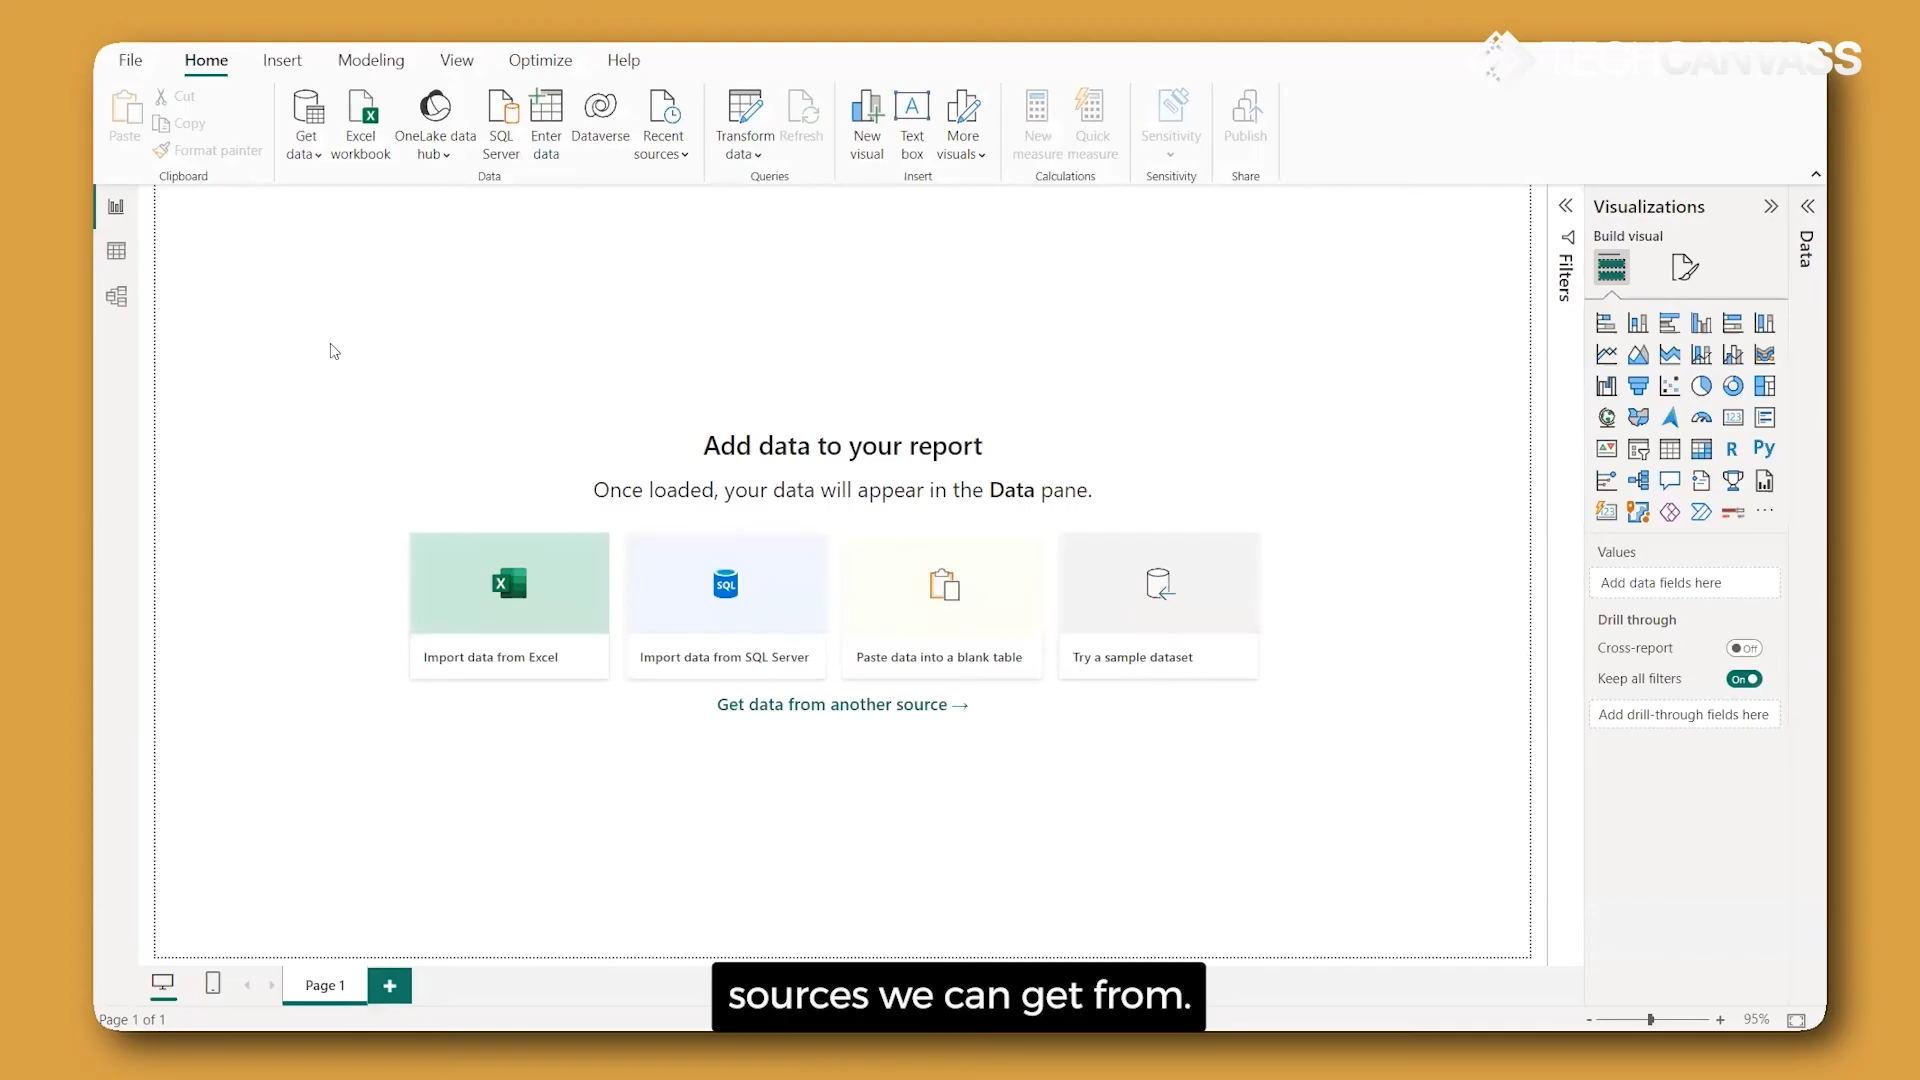 File Home Insert Modeling View Optimize Help
TECHCANVASS
Paste
Cut
Copy
Format painter
Clipboard
Get data
Excel workbook
OneLake data hub
SQL Server
Enter data
Dataverse
Recent sources
Data
Transform data
Refresh
Queries
New visual
Text box
More visuals
Insert
New measure
Quick measure
Calculations
Sensitivity
Sensitivity
Publish
Share
Add data to your report
Once loaded, your data will appear in the Data pane.
SQL
Import data from Excel
Import data from SQL Server
Paste data into a blank table
Try a sample dataset
Get data from another source →
Filters
Visualizations
Build visual
123
R
Py
123
Values
Add data fields here
Drill through
Cross-report
Off
Keep all filters
On
Add drill-through fields here
Data
Page 1
+
sources we can get from.
Page 1 of 1
- + 95%